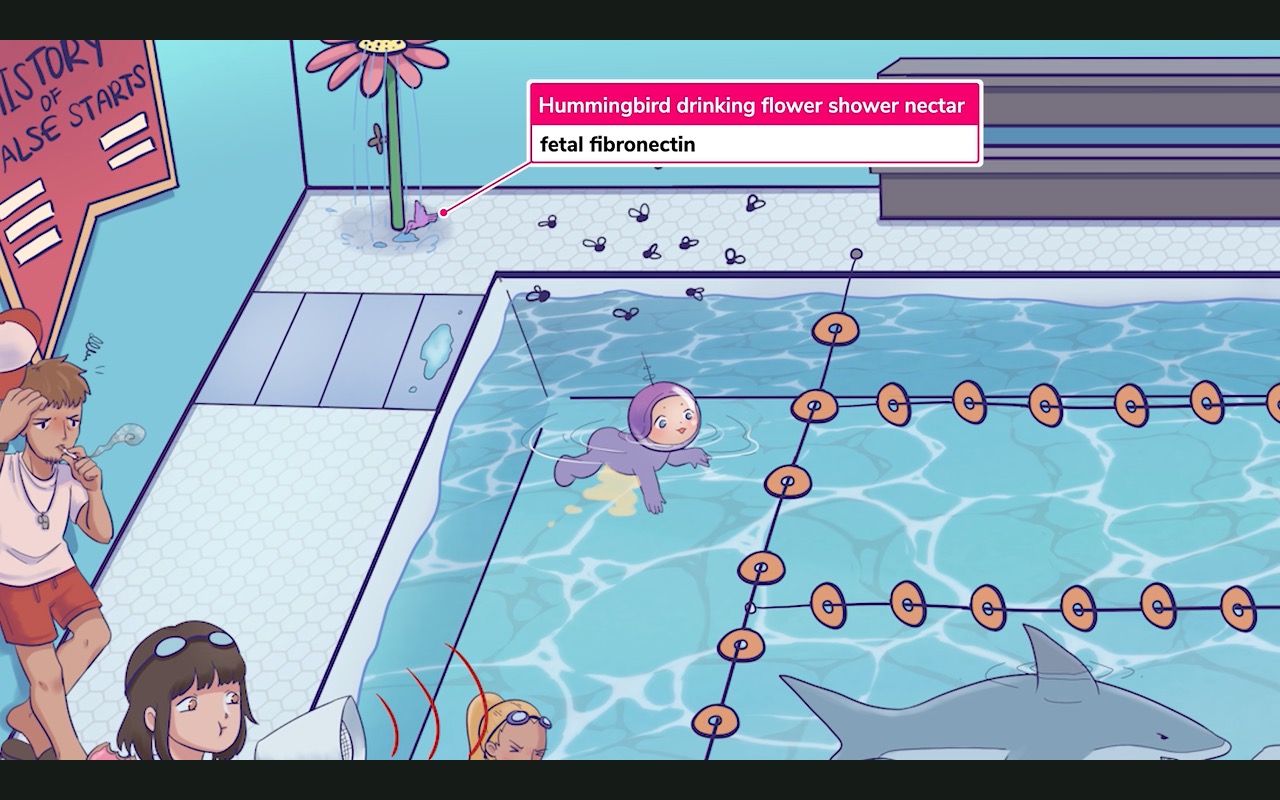 HISTORY
OF
ALSE STARTS
Hummingbird drinking flower shower nectar
fetal fibronectin